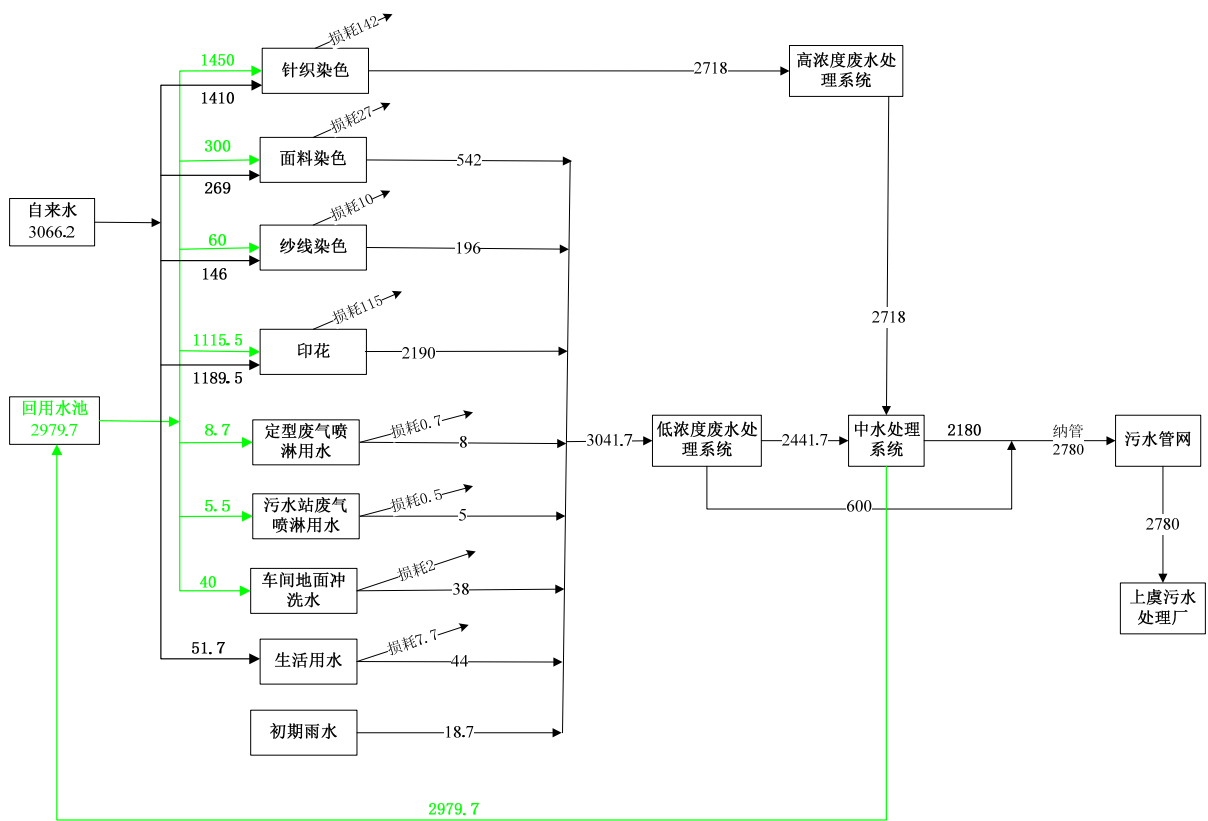 损耗142
1450
针织染色
1410
2718
高浓度废水处
理系统
损耗27
300
面料染色
269
542
自来水
3066.2
损耗10
60
纱线染色
146
196
损耗115
1115.5
印花
1189.5
2190
2718
回用水池
2979.7
8.7
定型废气喷
淋用水
损耗0.7
8
3041.7
低浓度废水处
理系统
2441.7
中水处理
系统
2180
纳管
2780
污水管网
5.5
污水站废气
喷淋用水
损耗0.5
5
600
2780
40
车间地面冲
洗水
损耗2
38
上虞污水
处理厂
51.7
生活用水
损耗7.7
44
初期雨水
18.7
2979.7